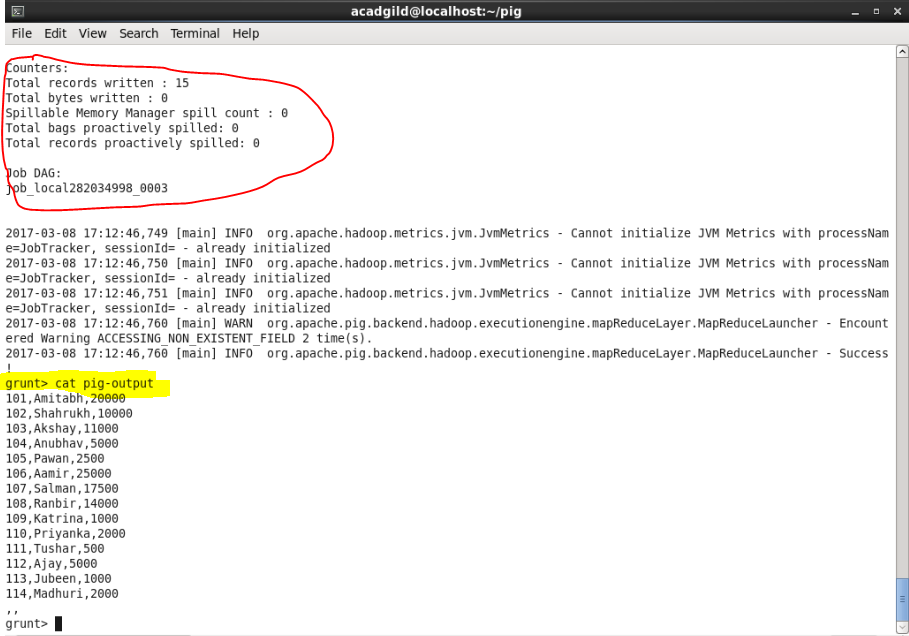 acadgild@localhost:~/pig
File Edit View Search Terminal Help
Counters:
Total records written : 15
Total bytes written : 0
Spillable Memory Manager spill count : 0
Total bags proactively spilled: 0
Total records proactively spilled: 0
Job DAG:
job_local282034998_0003
2017-03-08 17:12:46,749 [main] INFO  org.apache.hadoop.metrics.jvm.JvmMetrics - Cannot initialize JVM Metrics with processNam
e=JobTracker, sessionId= - already initialized
2017-03-08 17:12:46,750 [main] INFO  org.apache.hadoop.metrics.jvm.JvmMetrics - Cannot initialize JVM Metrics with processNam
e=JobTracker, sessionId= - already initialized
2017-03-08 17:12:46,751 [main] INFO  org.apache.hadoop.metrics.jvm.JvmMetrics - Cannot initialize JVM Metrics with processNam
e=JobTracker, sessionId= - already initialized
2017-03-08 17:12:46,760 [main] WARN  org.apache.pig.backend.hadoop.executionengine.mapReduceLayer.MapReduceLauncher - Encount
ered Warning ACCESSING_NON_EXISTENT_FIELD 2 time(s).
2017-03-08 17:12:46,760 [main] INFO  org.apache.pig.backend.hadoop.executionengine.mapReduceLayer.MapReduceLauncher - Success
!
grunt> cat pig-output
101,Amitabh,20000
102,Shahrukh,10000
103,Akshay,11000
104,Anubhav,5000
105,Pawan,2500
106,Aamir,25000
107,Salman,17500
108,Ranbir,14000
109,Katrina,1000
110,Priyanka,2000
111,Tushar,500
112,Ajay,5000
113,Jubeen,1000
114,Madhuri,2000
,,
grunt>